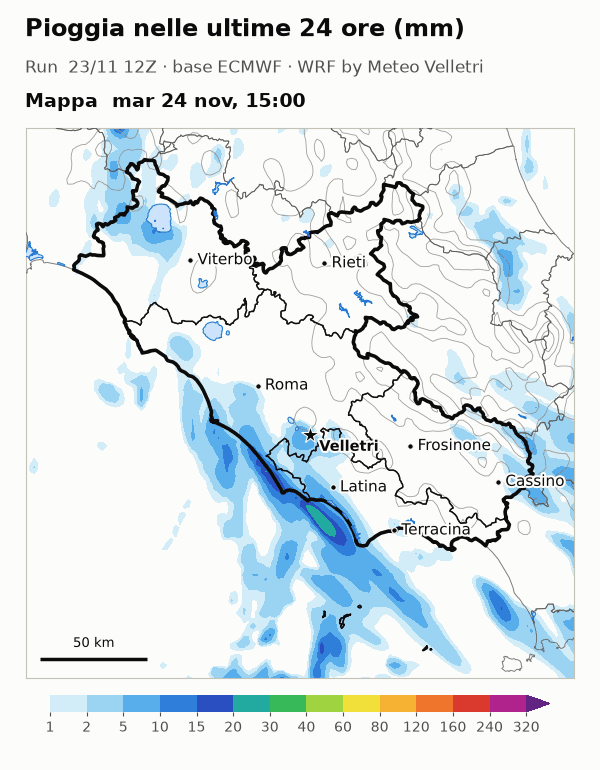 Pioggia nelle ultime 24 ore (mm)
Run 23/11 12Z · base ECMWF · WRF by Meteo Velletri
Mappa mar 24 nov, 15:00
Viterbo
Rieti
Roma
Velletri
Frosinone
Cassino
Latina
Terracina
50 km
1 2 5 10 15 20 30 40 60 80 120 160 240 320